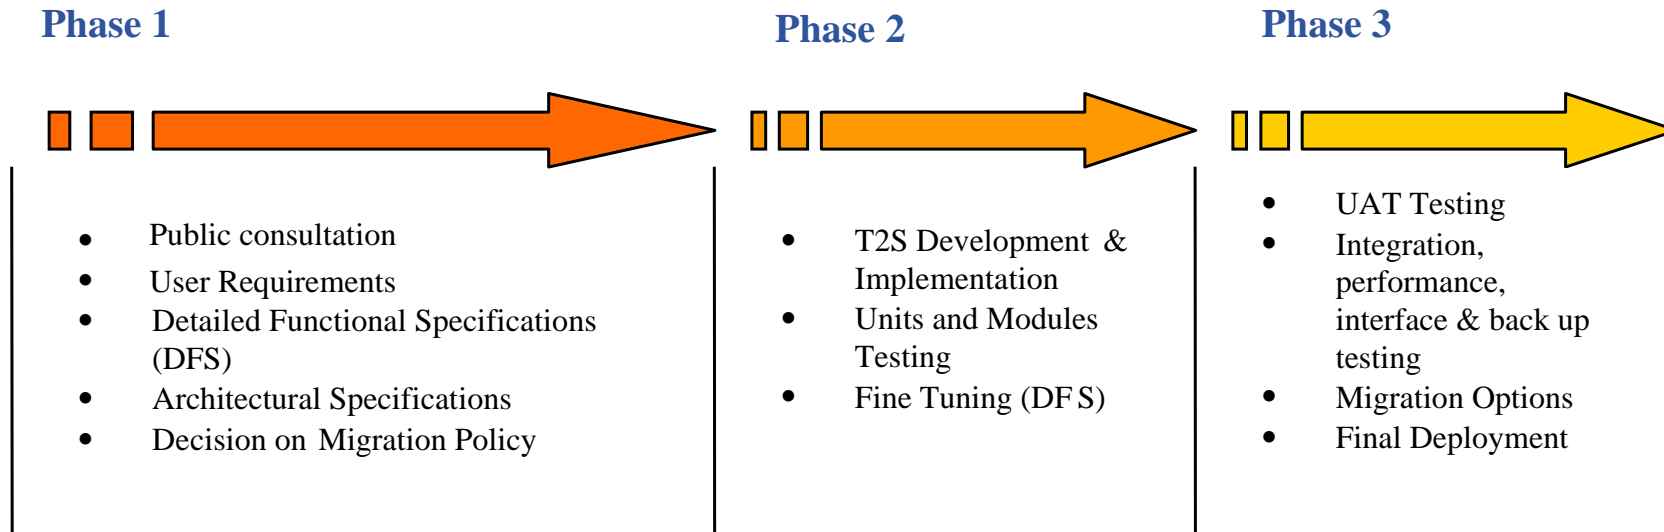 Phase 1
• Public consultation
• User Requirements
• Detailed Functional Specifications
(DFS)
• Architectural Specifications
• Decision on Migration Policy
Phase 2
• T2S Development &
Implementation
• Units and Modules
Testing
• Fine Tuning (DFS)
Phase 3
• UAT Testing
• Integration,
performance,
interface & back up
testing
• Migration Options
• Final Deployment